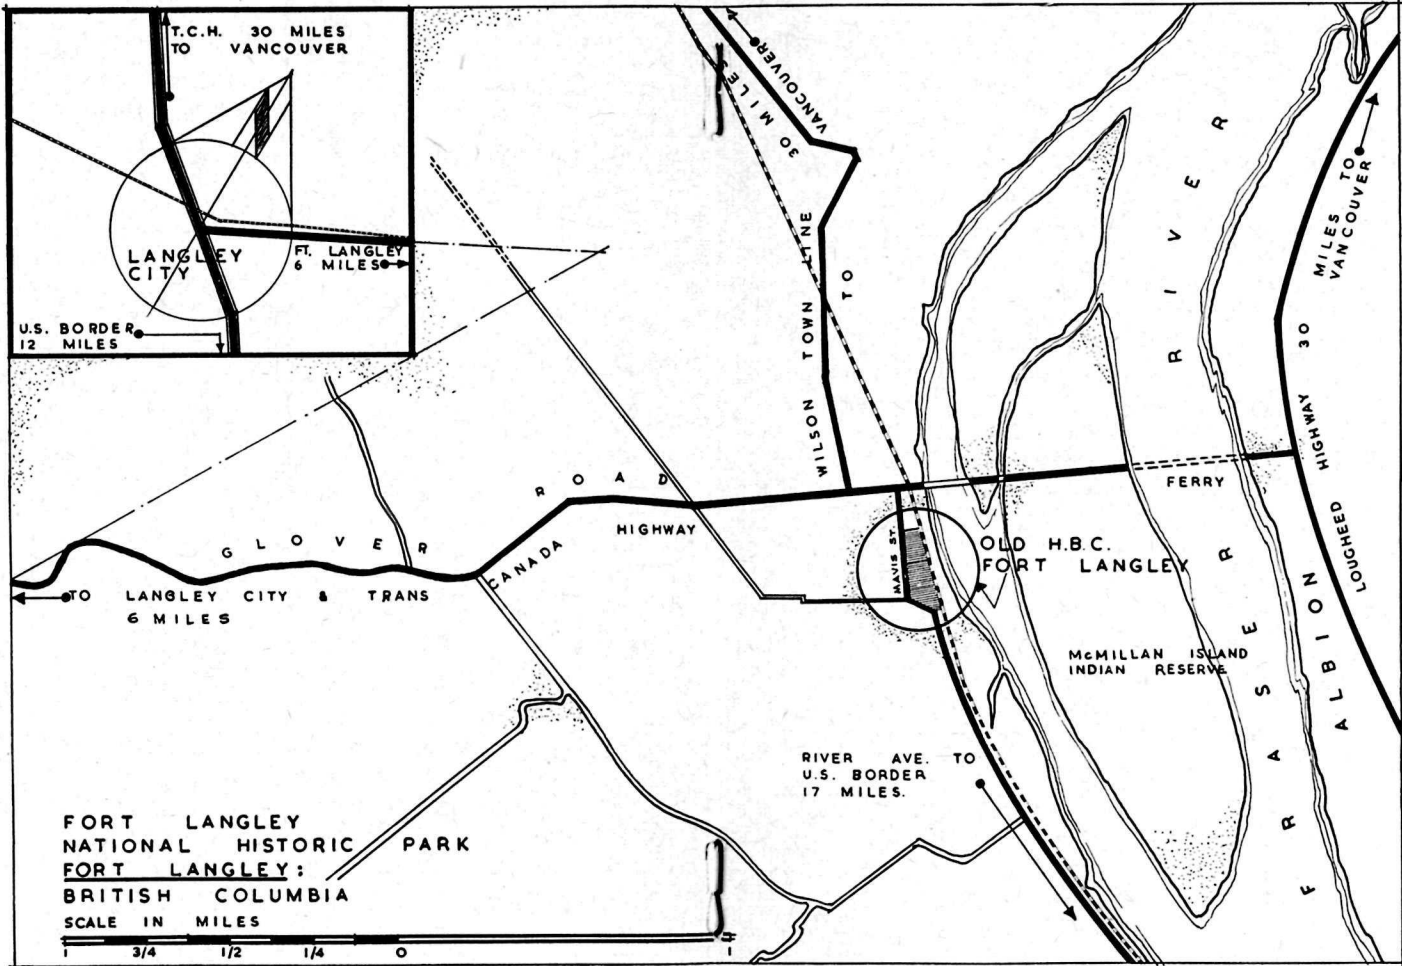 T.C.H. 30 MILES
TO VANCOUVER
LANGLEY
CITY
FT. LANGLEY
6 MILES
U.S. BORDER
12 MILES
30 MILES
VANCOUVER
WILSON TOWN LINE
TO
FRASER RIVER
MILES TO
VANCOUVER
LOUGHEED HIGHWAY 30
ALBION
FERRY
GLOVER ROAD
TO LANGLEY CITY & TRANS
CANADA
HIGHWAY
6 MILES
MAVIS ST.
OLD H.B.C.
FORT LANGLEY
McMILLAN ISLAND
INDIAN RESERVE
RIVER AVE. TO
U.S. BORDER
17 MILES.
FORT LANGLEY
NATIONAL HISTORIC PARK
FORT LANGLEY:
BRITISH COLUMBIA
SCALE IN MILES
1 3/4 1/2 1/4 0 1